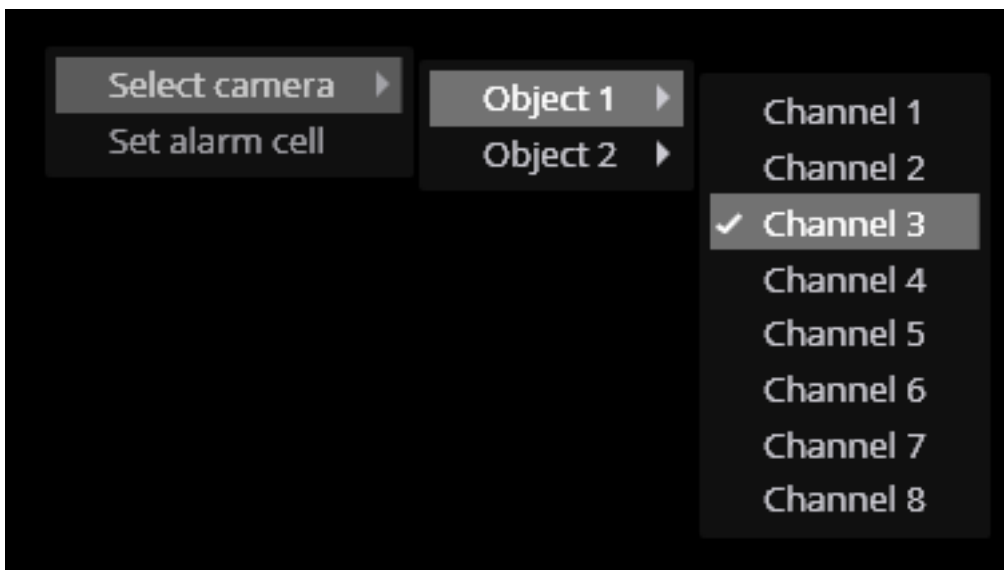 Select camera
Set alarm cell
Object 1
Object 2
Channel 1
Channel 2
Channel 3
Channel 4
Channel 5
Channel 6
Channel 7
Channel 8